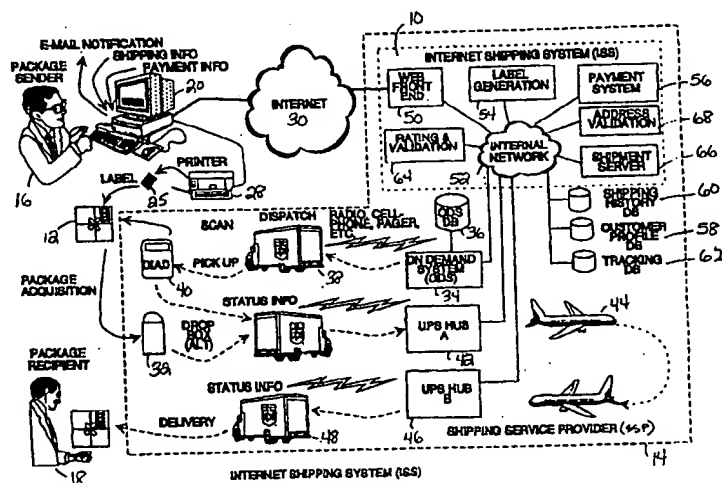 10
E-MAIL NOTIFICATION
SHIPPING INFO
PAYMENT INFO
PACKAGE
SENDER
20
INTERNET
30
INTERNET SHIPPING SYSTEM (ISS)
WEB
FRONT
END
50
LABEL
GENERATION
54
PAYMENT
SYSTEM
56
ADDRESS
VALIDATION
68
RATING &
VALIDATION
64
INTERNAL
NETWORK
52
SHIPMENT
SERVER
66
16
LABEL
25
PRINTER
28
12
SCAN
DISPATCH
RADIO, CELL-
PHONE, PAGER,
ETC.
ODS
DB
36
SHIPPING
HISTORY
DB
60
CUSTOMER
PROFILE
DB
58
TRACKING
DB
62
PICK UP
DIAD
40
38
ON DEMAND
SYSTEM
(ODS)
34
PACKAGE
ACQUISITION
STATUS INFO
44
DROP
BOX
(ALT)
32
UPS HUB
A
42
PACKAGE
RECIPIENT
STATUS INFO
UPS HUB
B
46
DELIVERY
48
18
SHIPPING SERVICE PROVIDER (SSP)
14
INTERNET SHIPPING SYSTEM (ISS)